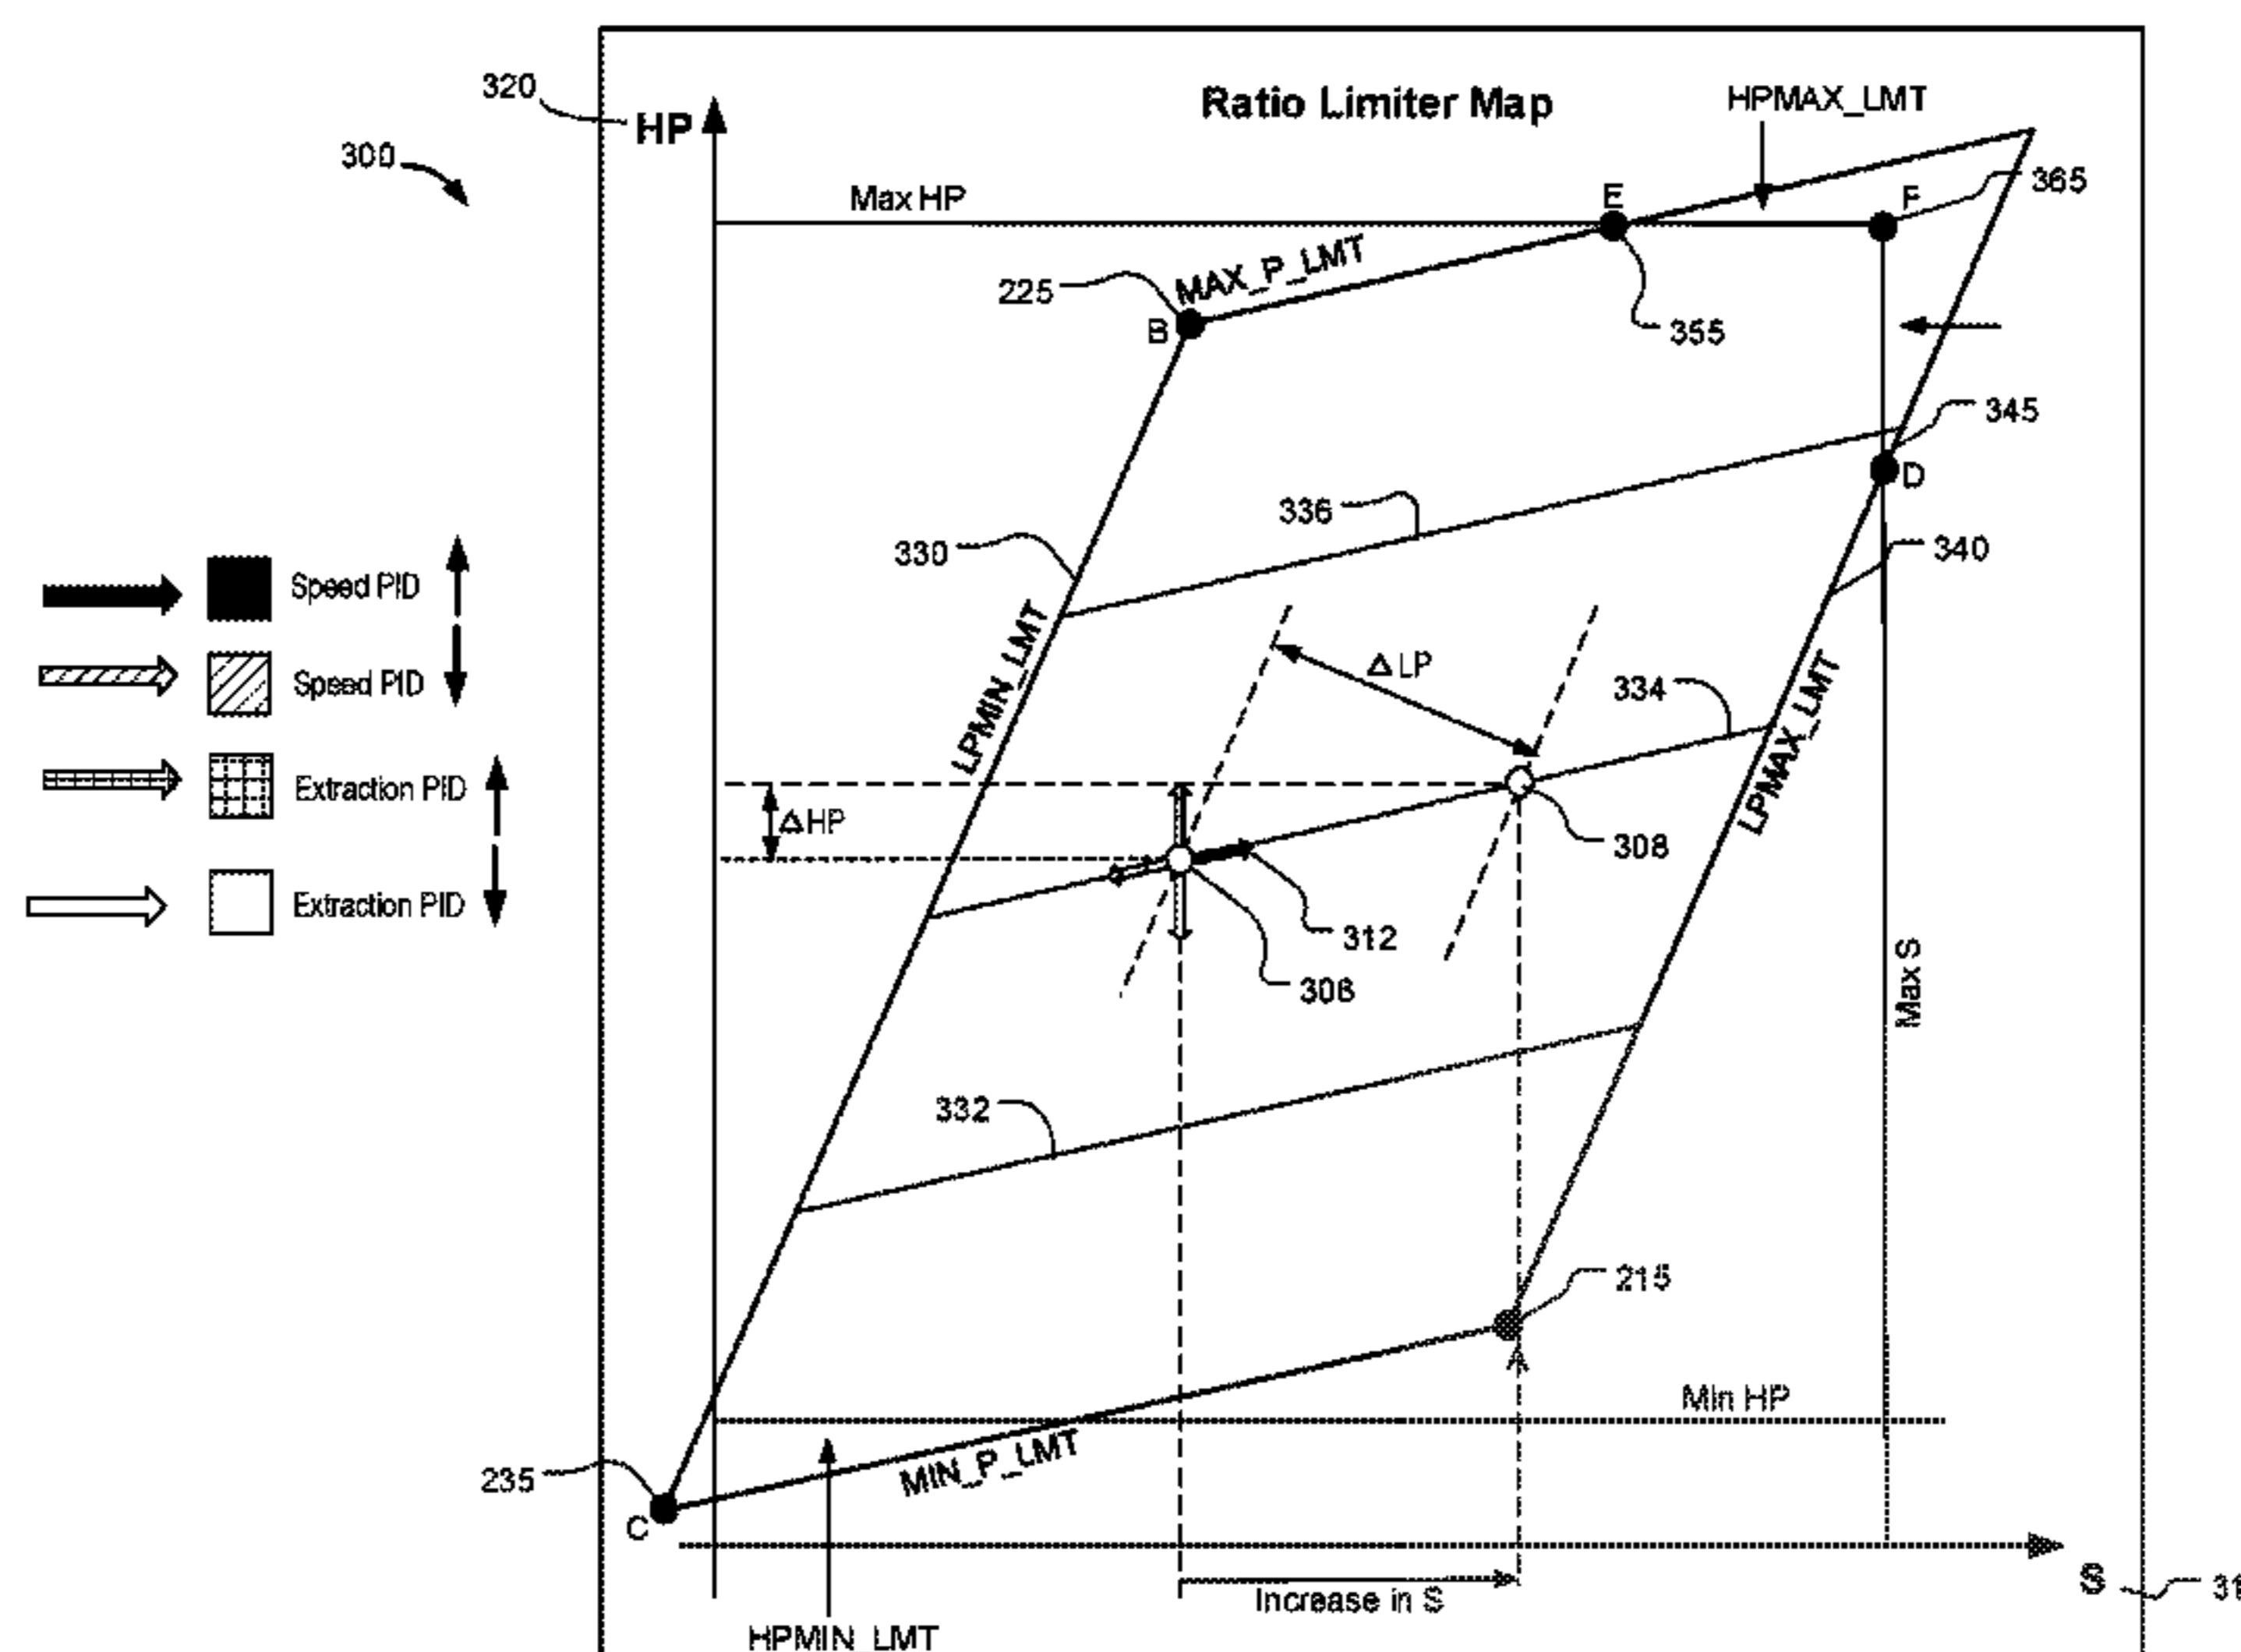 320
HP
Ratio Limiter Map
HPMAX_LMT
300
Max HP
E
F
365
225
MAX_P_LMT
B
355
345
D
336
330
340
Speed PID
LPMIN_LMT
ΔLP
Speed PID
334
LPMAX_LMT
Extraction PID
ΔHP
308
Extraction PID
312
306
Max S
332
215
A
Min HP
235
MIN_P_LMT
C
S
Increase in S
HPMIN_LMT